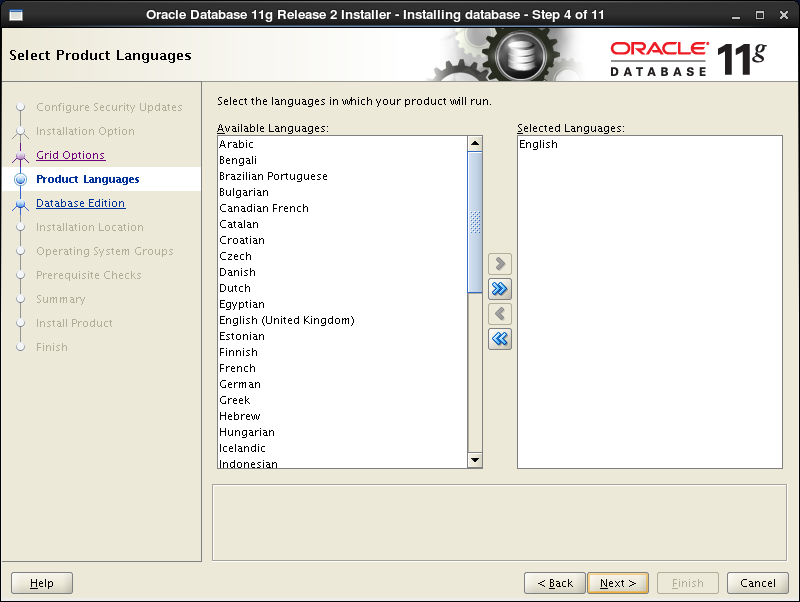 Oracle Database 11g Release 2 Installer - Installing database - Step 4 of 11
Select Product Languages
ORACLE
DATABASE 11g
Configure Security Updates
Installation Option
Grid Options
Product Languages
Database Edition
Installation Location
Operating System Groups
Prerequisite Checks
Summary
Install Product
Finish
Select the languages in which your product will run.
Available Languages:
Arabic
Bengali
Brazilian Portuguese
Bulgarian
Canadian French
Catalan
Croatian
Czech
Danish
Dutch
Egyptian
English (United Kingdom)
Estonian
Finnish
French
German
Greek
Hebrew
Hungarian
Icelandic
Indonesian
Selected Languages:
English
Help
< Back
Next >
Finish
Cancel